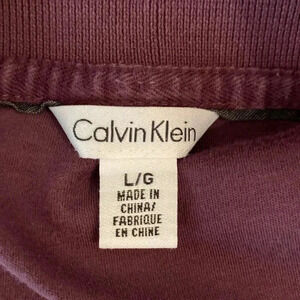 Calvin Klein
L/G
MADE IN
CHINA/
FABRIQUE
EN CHINE